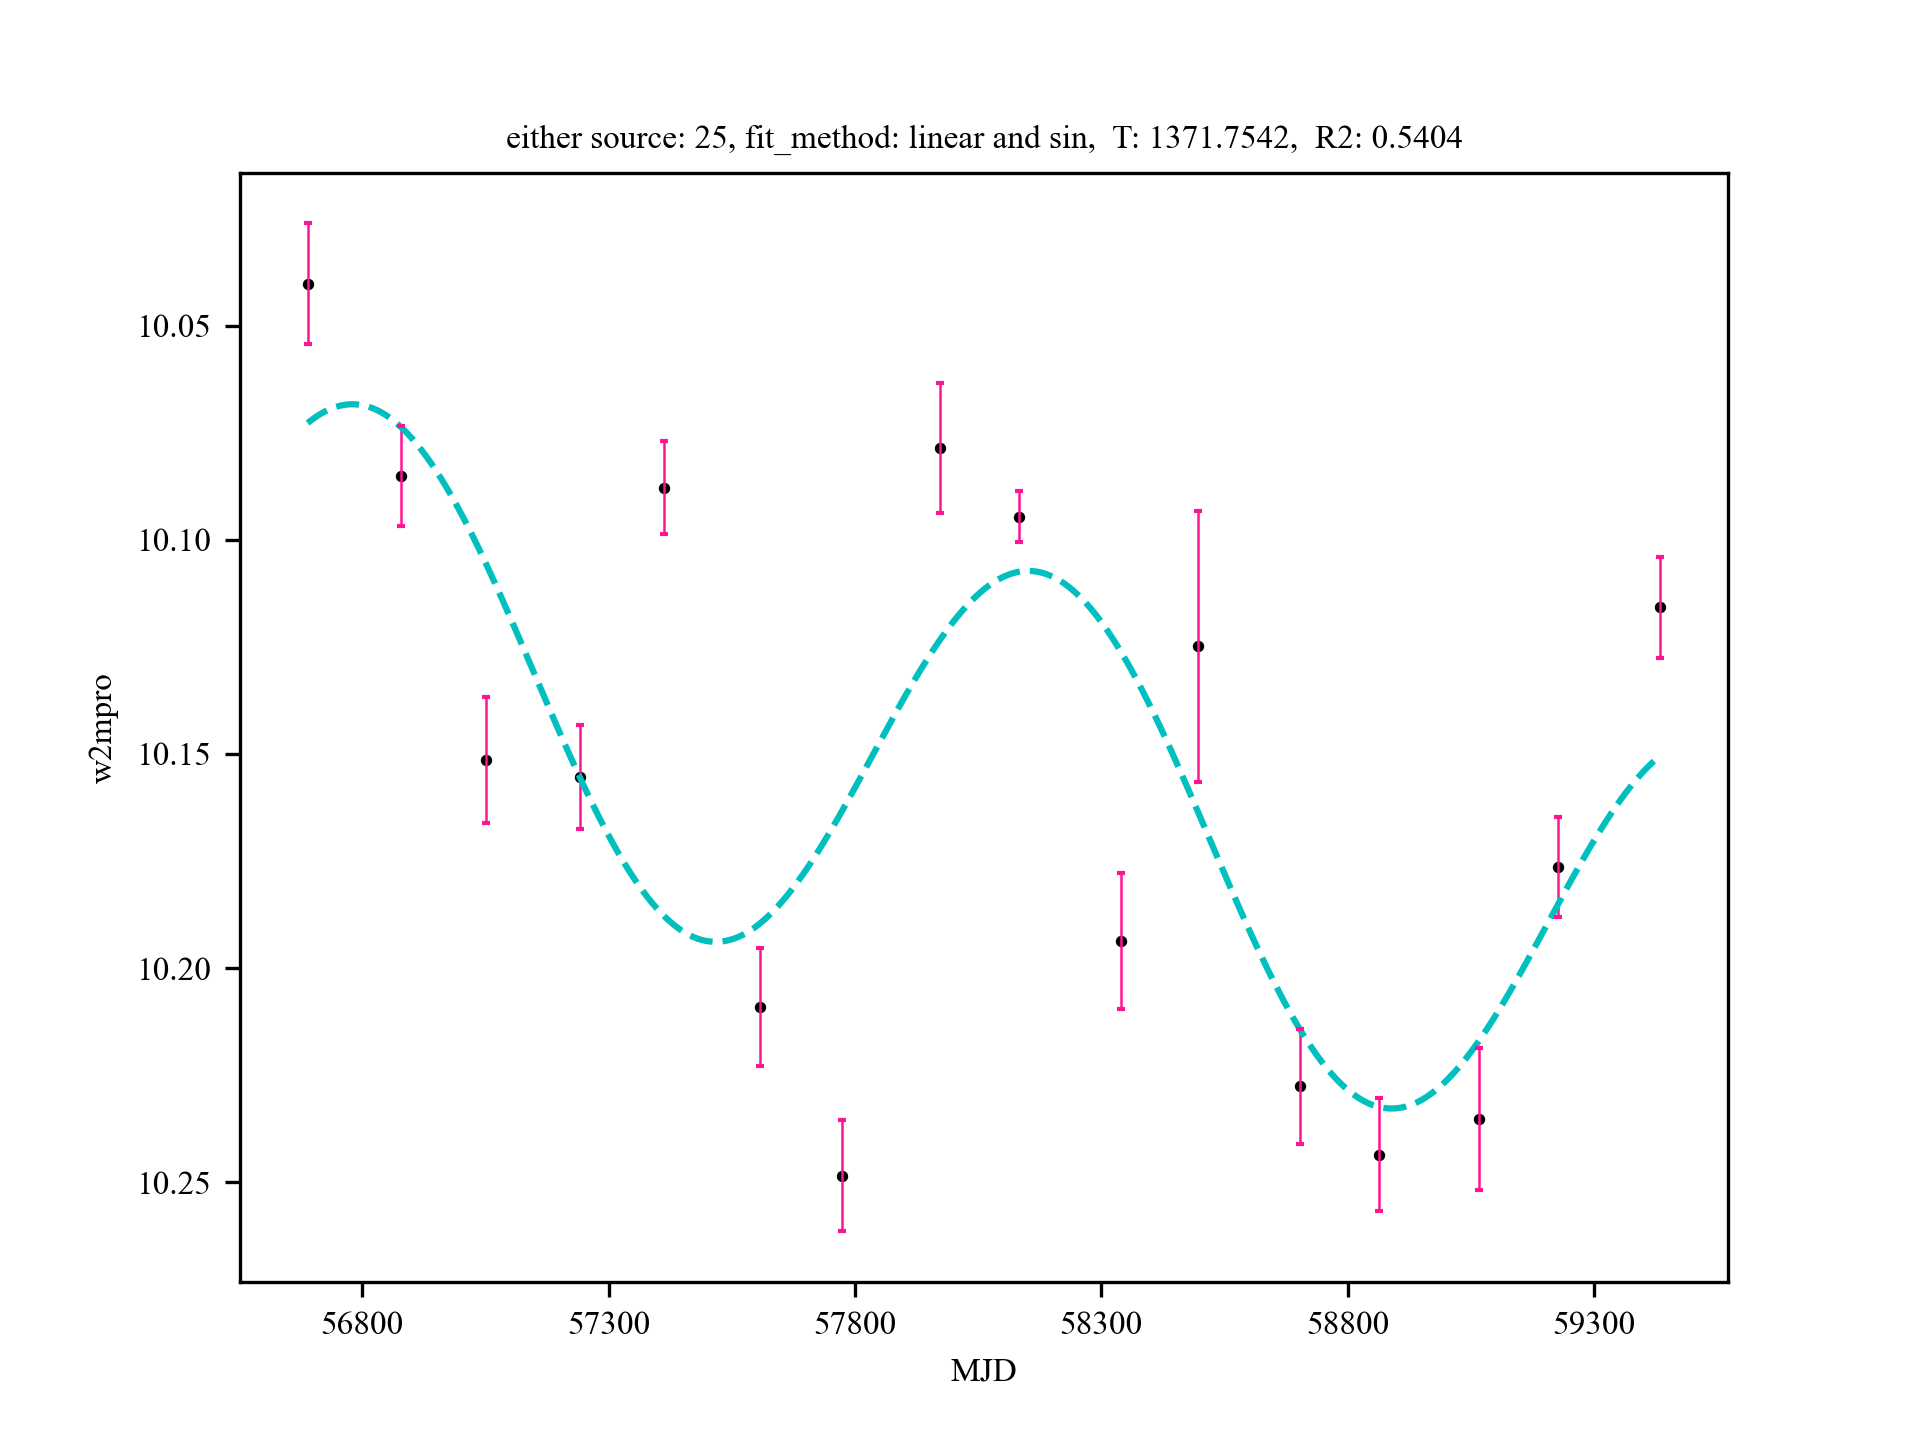 either source: 25, fit_method: linear and sin,  T: 1371.7542,  R2: 0.5404
10.05
10.10
10.15
10.20
10.25
w2mpro
56800 57300 57800 58300 58800 59300
MJD